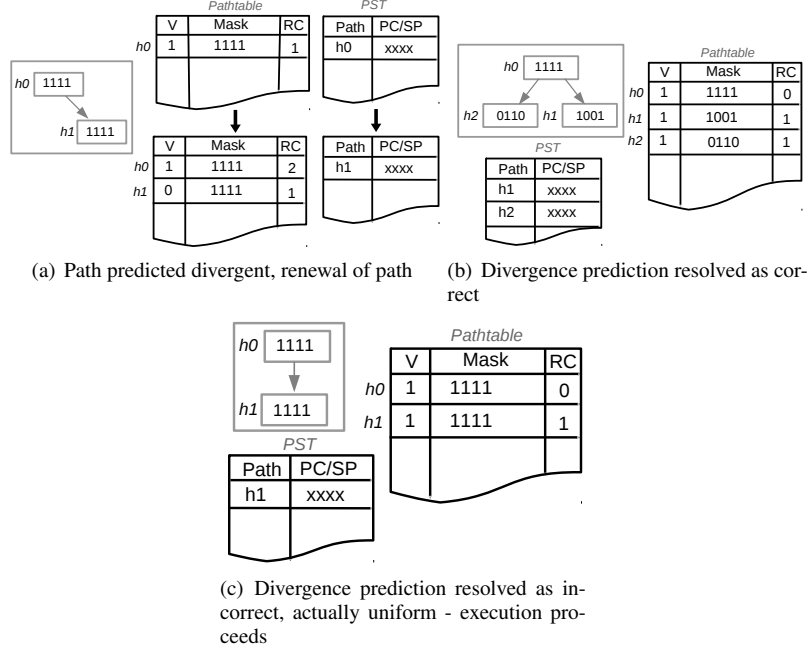 Pathtable
PST
V Mask RC
Path PC/SP
h0 1 1111 1
h0 xxxx
h0 1111
h1 1111
V Mask RC
Path PC/SP
h0 1 1111 2
h1 xxxx
h1 0 1111 1
h0 1111
h2 0110 h1 1001
Pathtable
V Mask RC
h0 1 1111 0
h1 1 1001 1
h2 1 0110 1
PST
Path PC/SP
h1 xxxx
h2 xxxx
(a) Path predicted divergent, renewal of path
(b) Divergence prediction resolved as cor-
rect
h0 1111
h1 1111
Pathtable
V Mask RC
h0 1 1111 0
h1 1 1111 1
PST
Path PC/SP
h1 xxxx
(c) Divergence prediction resolved as in-
correct, actually uniform - execution pro-
ceeds